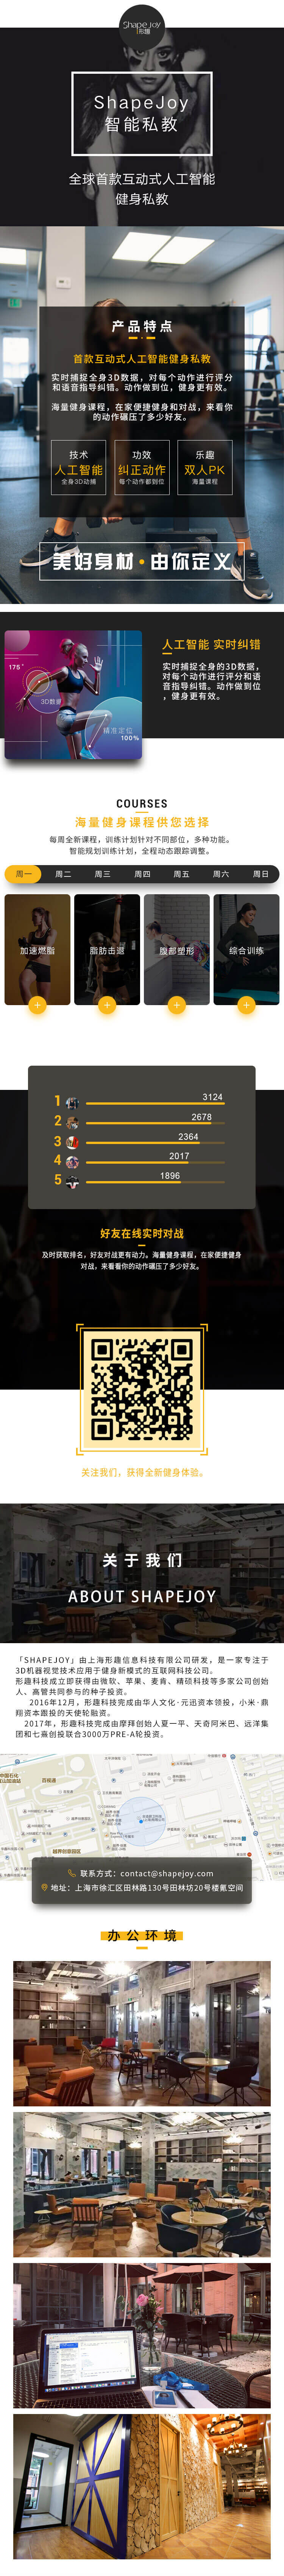 Shape Joy
形趣
ShapeJoy
智能私教
全球首款互动式人工智能
健身私教
产品特点
首款互动式人工智能健身私教
实时捕捉全身3D数据，对每个动作进行评分
和语音指导纠错。动作做到位，健身更有效。
海量健身课程，在家便捷健身和对战，来看你
的动作碾压了多少好友。
技术
人工智能
全身3D动捕
功效
纠正动作
每个动作都到位
乐趣
双人PK
海量课程
美好身材·由你定义
175°
3D数据
精准定位
100%
人工智能 实时纠错
实时捕捉全身的3D数据，
对每个动作进行评分和语
音指导纠错。动作做到位
，健身更有效。
COURSES
海量健身课程供您选择
每周全新课程，训练计划针对不同部位，多种功能。
智能规划训练计划，全程动态跟踪调整。
周一 周二 周三 周四 周五 周六 周日
加速燃脂 脂肪击退 腹部塑形 综合训练
1 3124
2 2678
3 2364
4 2017
5 1896
好友在线实时对战
及时获取排名，好友对战更有动力。海量健身课程，在家便捷健身
对战，来看看你的动作碾压了多少好友。
关注我们，获得全新健身体验。
关于我们
ABOUT SHAPEJOY
「SHAPEJOY」由上海形趣信息科技有限公司研发，是一家专注于
3D机器视觉技术应用于健身新模式的互联网科技公司。
形趣科技成立即获得由微软、苹果、麦肯、精硕科技等多家公司创始
人、高管共同参与的种子投资。
2016年12月，形趣科技完成由华人文化·元迅资本领投，小米·鼎
翔资本跟投的天使轮融资。
2017年，形趣科技完成由摩拜创始人夏一平、天奇阿米巴、远洋集
团和七熹创投联合3000万PRE-A轮投资。
越界创意园区
联系方式：contact@shapejoy.com
地址：上海市徐汇区田林路130号田林坊20号楼氪空间
办公环境